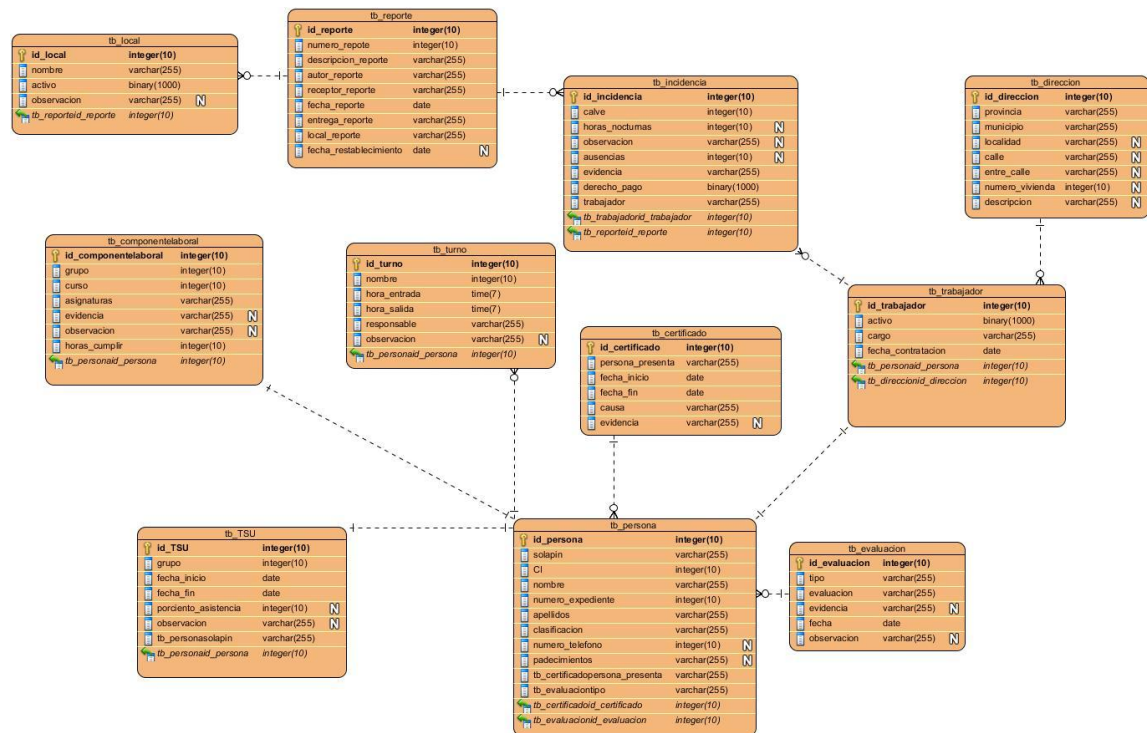 tb_local
id_local integer(10)
nombre varchar(255)
activo binary(1000)
observacion varchar(255) N
tb_reporteid_reporte integer(10)
tb_reporte
id_reporte integer(10)
numero_repote integer(10)
descripcion_reporte varchar(255)
autor_reporte varchar(255)
receptor_reporte varchar(255)
fecha_reporte date
entrega_reporte varchar(255)
local_reporte varchar(255)
fecha_restablecimiento date N
tb_incidencia
id_incidencia integer(10)
calve integer(10)
horas_nocturnas integer(10) N
observacion varchar(255) N
ausencias integer(10) N
evidencia varchar(255)
derecho_pago binary(1000)
trabajador varchar(255)
tb_trabajadorid_trabajador integer(10)
tb_reporteid_reporte integer(10)
tb_direccion
id_direccion integer(10)
provincia varchar(255)
municipio varchar(255)
localidad varchar(255) N
calle varchar(255) N
entre_calle varchar(255) N
numero_vivienda integer(10) N
descripcion varchar(255) N
tb_componentelaboral
id_componentelaboral integer(10)
grupo integer(10)
curso integer(10)
asignaturas varchar(255)
evidencia varchar(255) N
observacion varchar(255) N
horas_cumplir integer(10)
tb_personaid_persona integer(10)
tb_turno
id_turno integer(10)
nombre integer(10)
hora_entrada time(7)
hora_salida time(7)
responsable varchar(255)
observacion varchar(255) N
tb_personaid_persona integer(10)
tb_certificado
id_certificado integer(10)
persona_presenta varchar(255)
fecha_inicio date
fecha_fin date
causa varchar(255)
evidencia varchar(255) N
tb_trabajador
id_trabajador integer(10)
activo binary(1000)
cargo varchar(255)
fecha_contratacion date
tb_personaid_persona integer(10)
tb_direccionid_direccion integer(10)
tb_TSU
id_TSU integer(10)
grupo integer(10)
fecha_inicio date
fecha_fin date
porciento_asistencia integer(10) N
observacion varchar(255) N
tb_personasolapin varchar(255)
tb_personaid_persona integer(10)
tb_persona
id_persona integer(10)
solapin varchar(255)
CI integer(10)
nombre varchar(255)
numero_expediente integer(10)
apellidos varchar(255)
clasificacion varchar(255)
numero_telefono integer(10) N
padecimientos varchar(255) N
tb_certificadopersona_presenta varchar(255)
tb_evaluaciontipo varchar(255)
tb_certificadoid_certificado integer(10)
tb_evaluacionid_evaluacion integer(10)
tb_evaluacion
id_evaluacion integer(10)
tipo varchar(255)
evaluacion varchar(255)
evidencia varchar(255) N
fecha date
observacion varchar(255) N